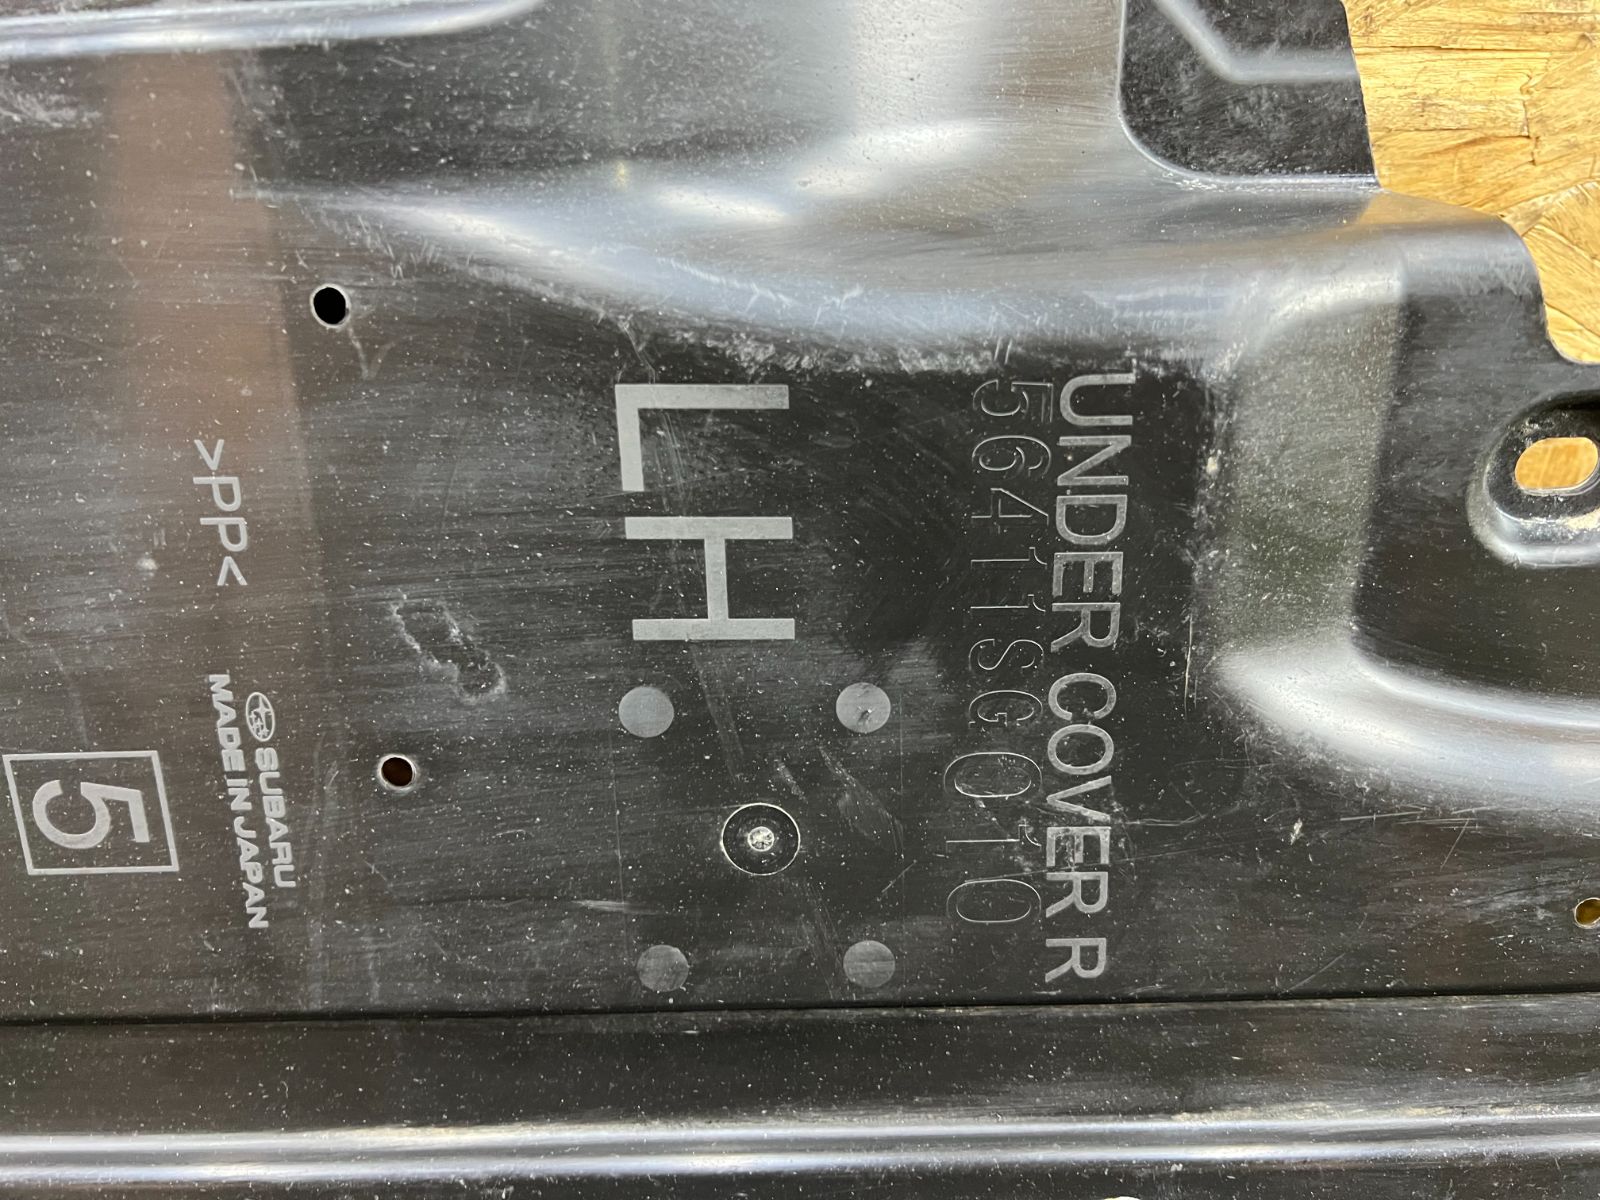 UNDER COVER R
56411SG010
LH
SUBARU
MADE IN JAPAN
>PP<
5